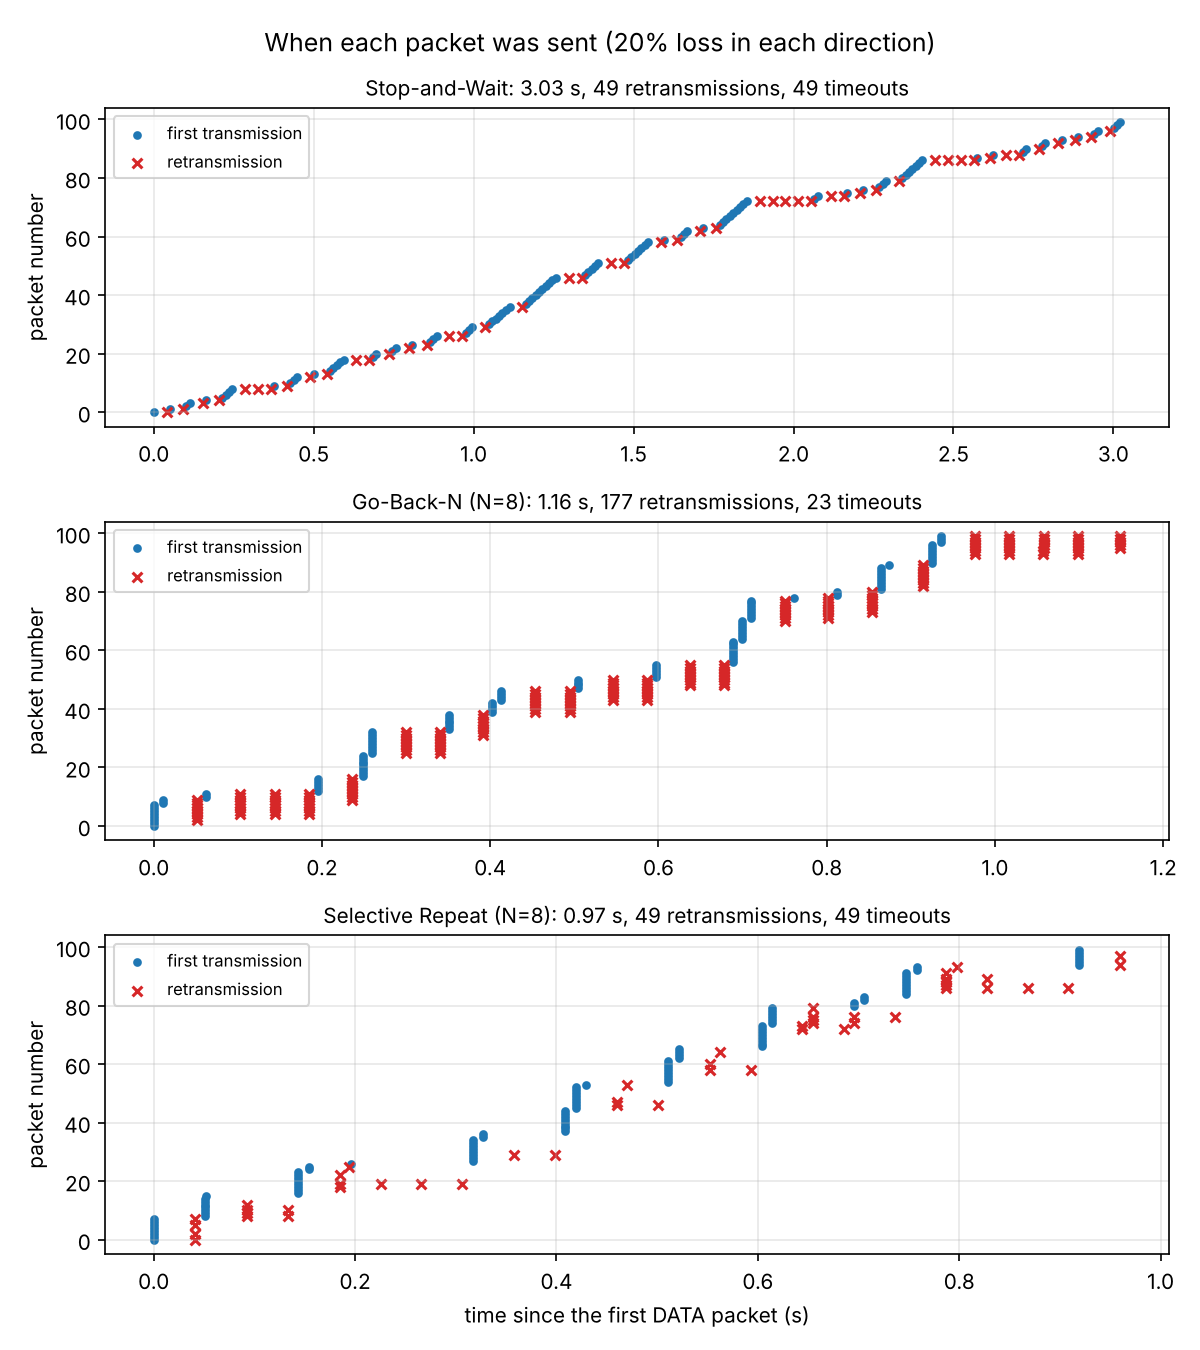 When each packet was sent (20% loss in each direction)
Stop-and-Wait: 3.03 s, 49 retransmissions, 49 timeouts
first transmission
retransmission
packet number
100
80
60
40
20
0
0.0 0.5 1.0 1.5 2.0 2.5 3.0
Go-Back-N (N=8): 1.16 s, 177 retransmissions, 23 timeouts
first transmission
retransmission
packet number
100
80
60
40
20
0
0.0 0.2 0.4 0.6 0.8 1.0 1.2
Selective Repeat (N=8): 0.97 s, 49 retransmissions, 49 timeouts
first transmission
retransmission
packet number
100
80
60
40
20
0
0.0 0.2 0.4 0.6 0.8 1.0
time since the first DATA packet (s)